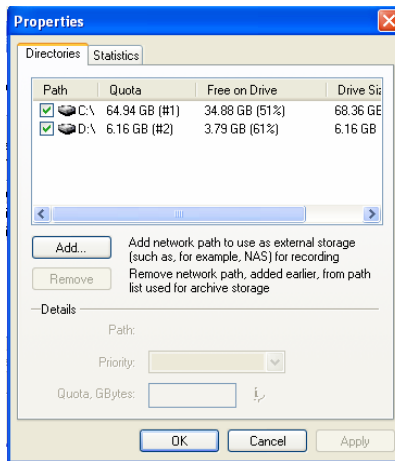 Properties
Directories Statistics
Path Quota Free on Drive Drive Siz
C:\ 64.94 GB (#1) 34.88 GB (51%) 68.36 GE
D:\ 6.16 GB (#2) 3.79 GB (61%) 6.16 GB
Add... Add network path to use as external storage
(such as, for example, NAS) for recording
Remove Remove network path, added earlier, from path
list used for archive storage
Details
Path:
Priority:
Quota, GBytes:
OK Cancel Apply